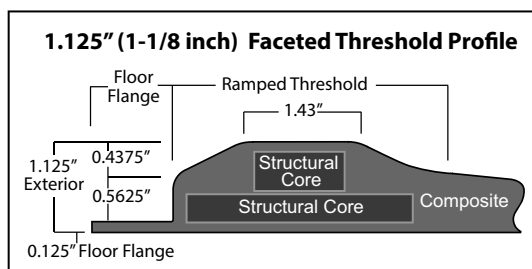 1.125” (1-1/8 inch) Faceted Threshold Profile
Floor
Flange
Ramped Threshold
1.43”
1.125”
Exterior
0.4375”
0.5625”
Structural
Core
Structural Core
Composite
0.125” Floor Flange